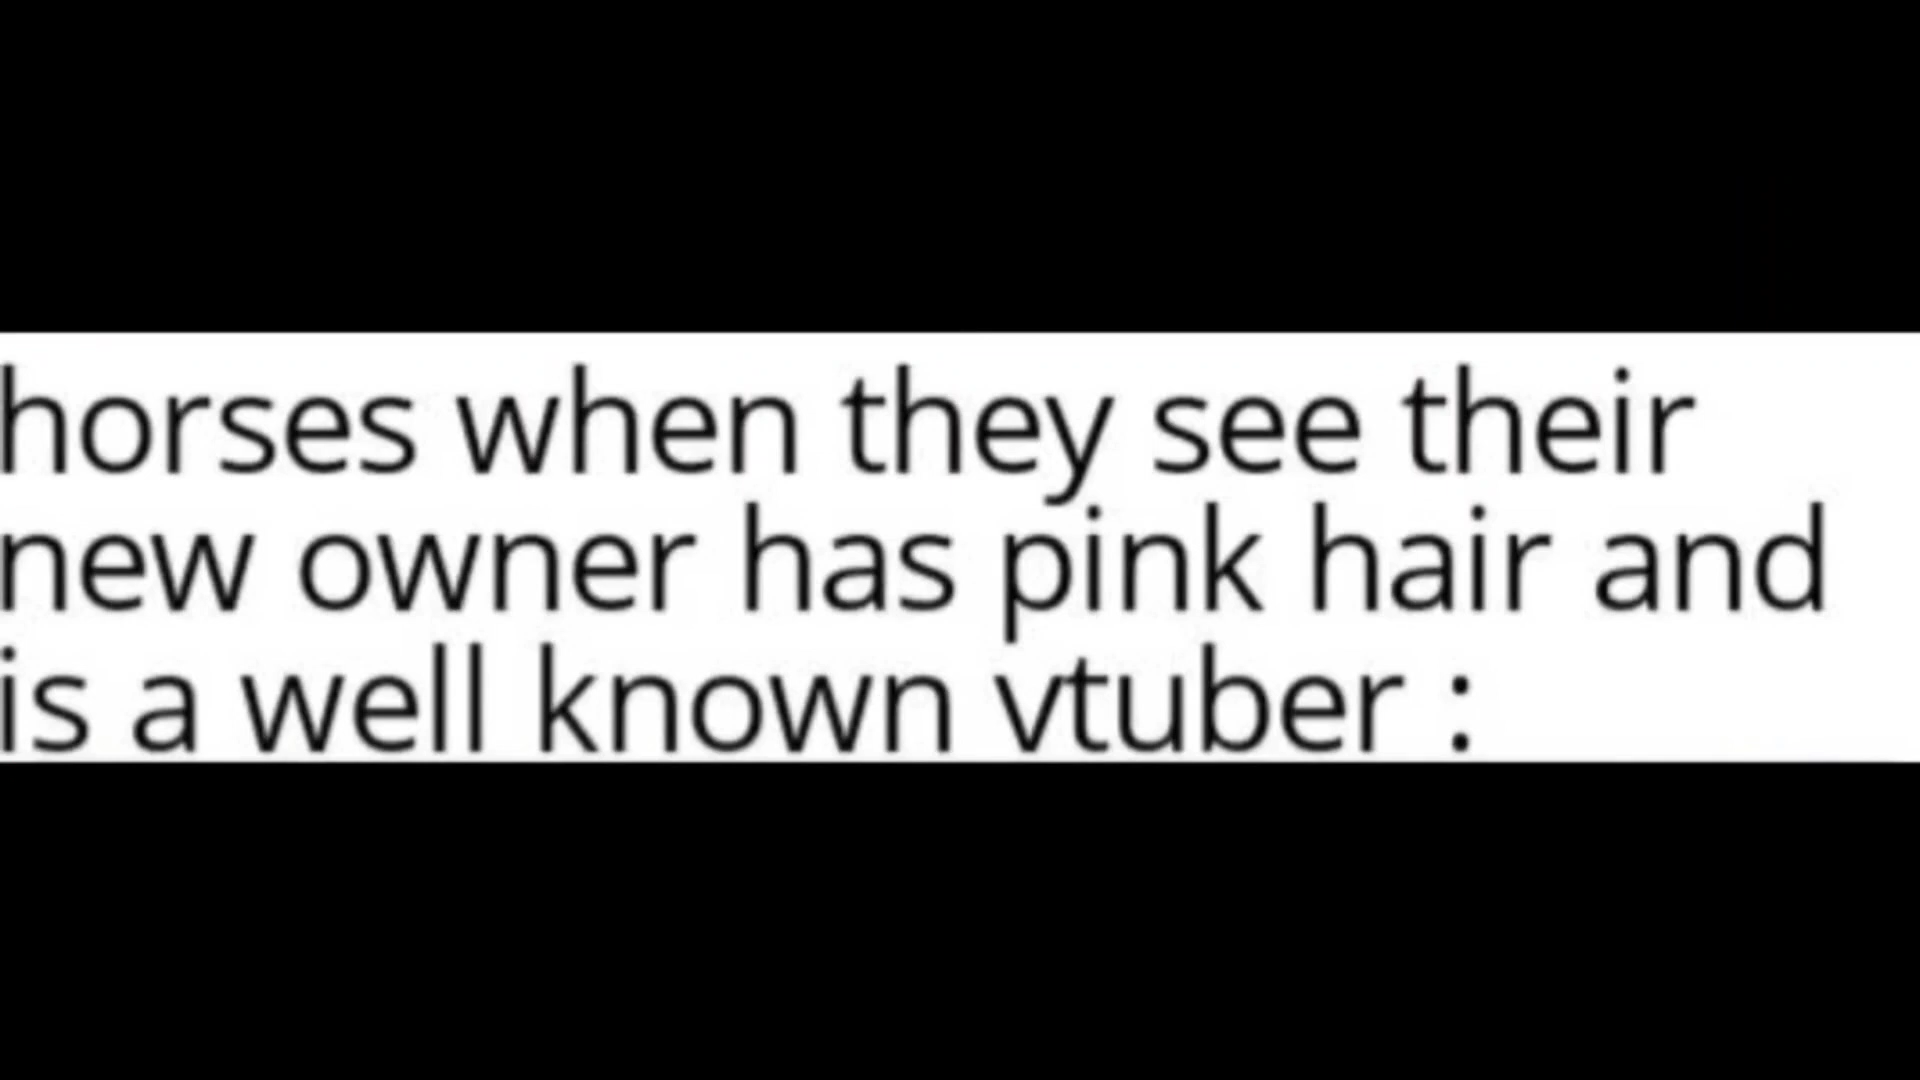 horses when they see their
new owner has pink hair and
is a well known vtuber :